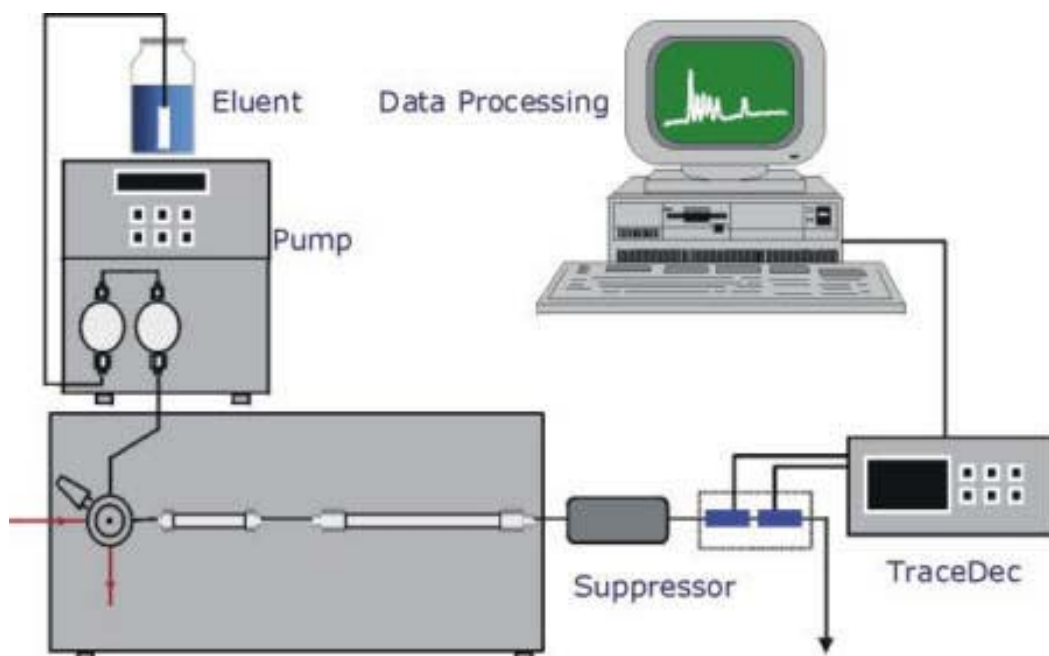 Eluent
Data Processing
Pump
Suppressor
TraceDec